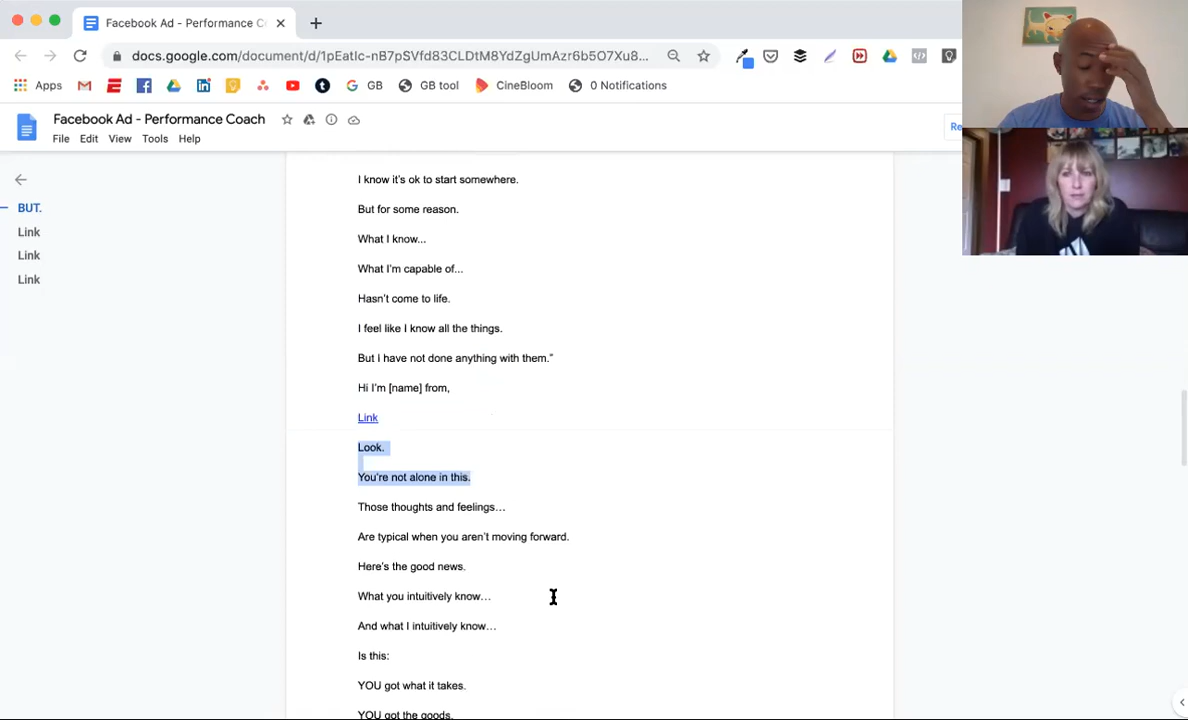 Facebook Ad - Performance C
docs.google.com/document/d/1pEatIc-nB7pSVfd83CLDtM8YdZgUmAzr6b5O7Xu8...
Apps
GB
GB tool
CineBloom
0 Notifications
Facebook Ad - Performance Coach
File Edit View Tools Help
Re
BUT.
Link
Link
Link
I know it's ok to start somewhere.
But for some reason.
What I know...
What I'm capable of...
Hasn't come to life.
I feel like I know all the things.
But I have not done anything with them."
Hi I'm [name] from,
Link
Look.
You're not alone in this.
Those thoughts and feelings…
Are typical when you aren't moving forward.
Here's the good news.
What you intuitively know…
And what I intuitively know…
Is this:
YOU got what it takes.
YOU got the goods.